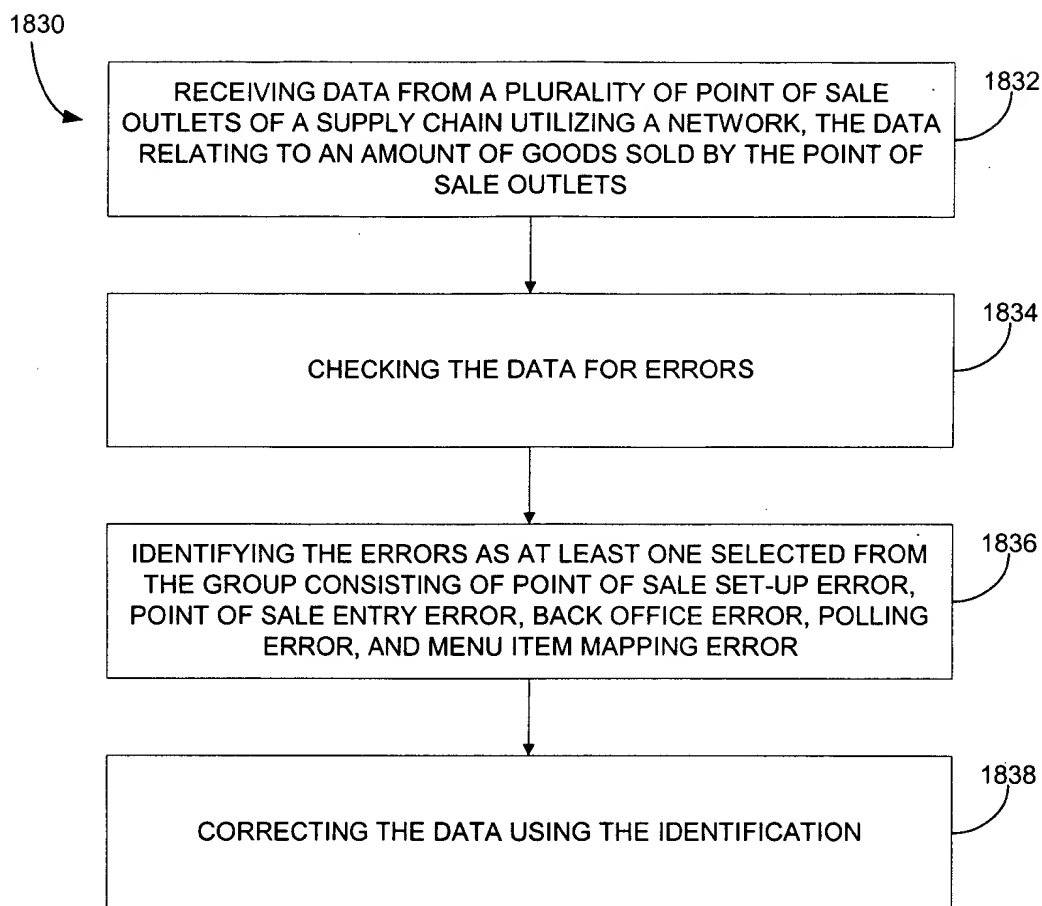 1830
RECEIVING DATA FROM A PLURALITY OF POINT OF SALE
OUTLETS OF A SUPPLY CHAIN UTILIZING A NETWORK, THE DATA
RELATING TO AN AMOUNT OF GOODS SOLD BY THE POINT OF
SALE OUTLETS
1832
CHECKING THE DATA FOR ERRORS
1834
IDENTIFYING THE ERRORS AS AT LEAST ONE SELECTED FROM
THE GROUP CONSISTING OF POINT OF SALE SET-UP ERROR,
POINT OF SALE ENTRY ERROR, BACK OFFICE ERROR, POLLING
ERROR, AND MENU ITEM MAPPING ERROR
1836
CORRECTING THE DATA USING THE IDENTIFICATION
1838